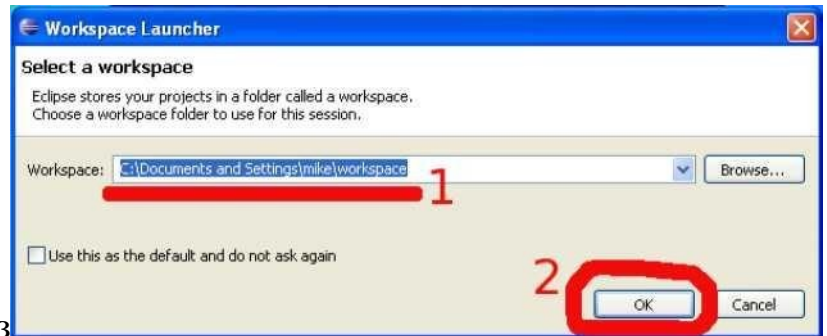 Workspace Launcher
Select a workspace
Eclipse stores your projects in a folder called a workspace.
Choose a workspace folder to use for this session.
Workspace: C:\Documents and Settings\mike\workspace 1 Browse...
Use this as the default and do not ask again
2
OK Cancel
3